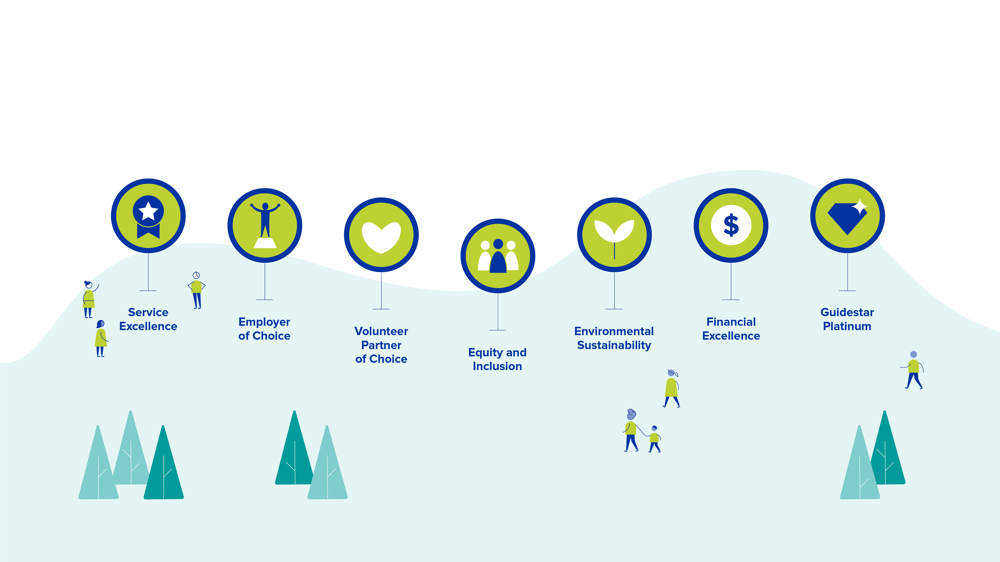 Service
Excellence
Employer
of Choice
Volunteer
Partner
of Choice
Equity and
Inclusion
Environmental
Sustainability
$
Financial
Excellence
Guidestar
Platinum